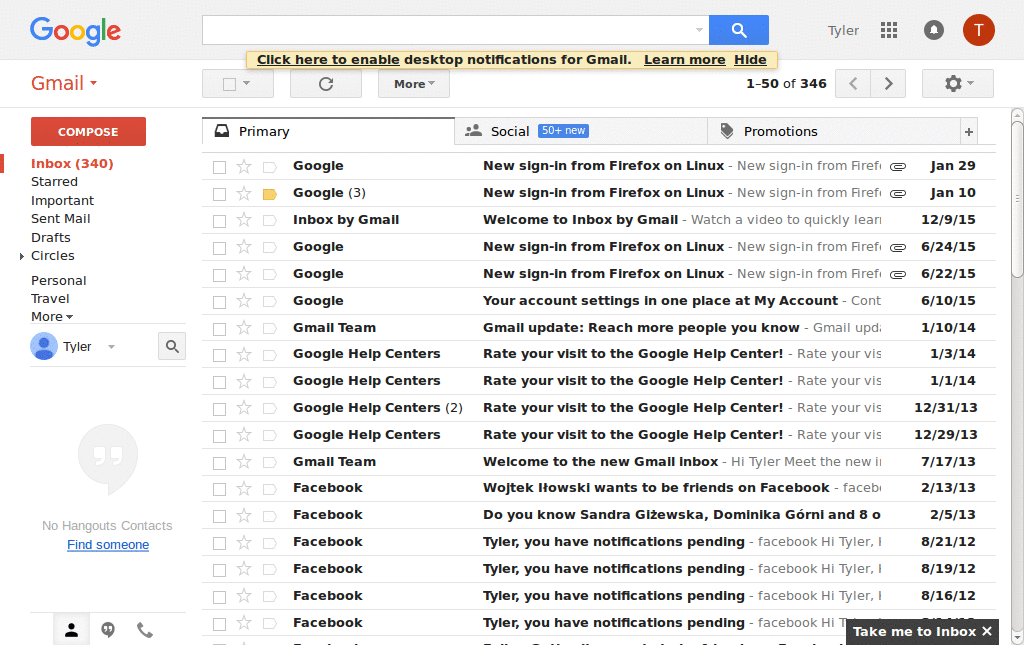 Google
Tyler
T
Click here to enable desktop notifications for Gmail. Learn more Hide
Gmail
More
1–50 of 346
COMPOSE
Inbox (340)
Starred
Important
Sent Mail
Drafts
Circles
Personal
Travel
More
Tyler
No Hangouts Contacts
Find someone
Primary
Social 50+ new
Promotions
+
Google New sign-in from Firefox on Linux - New sign-in from Firef Jan 29
Google (3) New sign-in from Firefox on Linux - New sign-in from Firef Jan 10
Inbox by Gmail Welcome to Inbox by Gmail - Watch a video to quickly lear 12/9/15
Google New sign-in from Firefox on Linux - New sign-in from Firef 6/24/15
Google New sign-in from Firefox on Linux - New sign-in from Firef 6/22/15
Google Your account settings in one place at My Account - Cont 6/10/15
Gmail Team Gmail update: Reach more people you know - Gmail upda 1/10/14
Google Help Centers Rate your visit to the Google Help Center! - Rate your vis 1/3/14
Google Help Centers Rate your visit to the Google Help Center! - Rate your vis 1/1/14
Google Help Centers (2) Rate your visit to the Google Help Center! - Rate your vis 12/31/13
Google Help Centers Rate your visit to the Google Help Center! - Rate your vis 12/29/13
Gmail Team Welcome to the new Gmail inbox - Hi Tyler Meet the new i 7/17/13
Facebook Wojtek Iłowski wants to be friends on Facebook - faceb 2/13/13
Facebook Do you know Sandra Giżewska, Dominika Górni and 8 o 2/5/13
Facebook Tyler, you have notifications pending - facebook Hi Tyler, 8/21/12
Facebook Tyler, you have notifications pending - facebook Hi Tyler, 8/19/12
Facebook Tyler, you have notifications pending - facebook Hi Tyler, 8/16/12
Facebook Tyler, you have notifications pending - facebook Hi Tyler,
Take me to Inbox ×